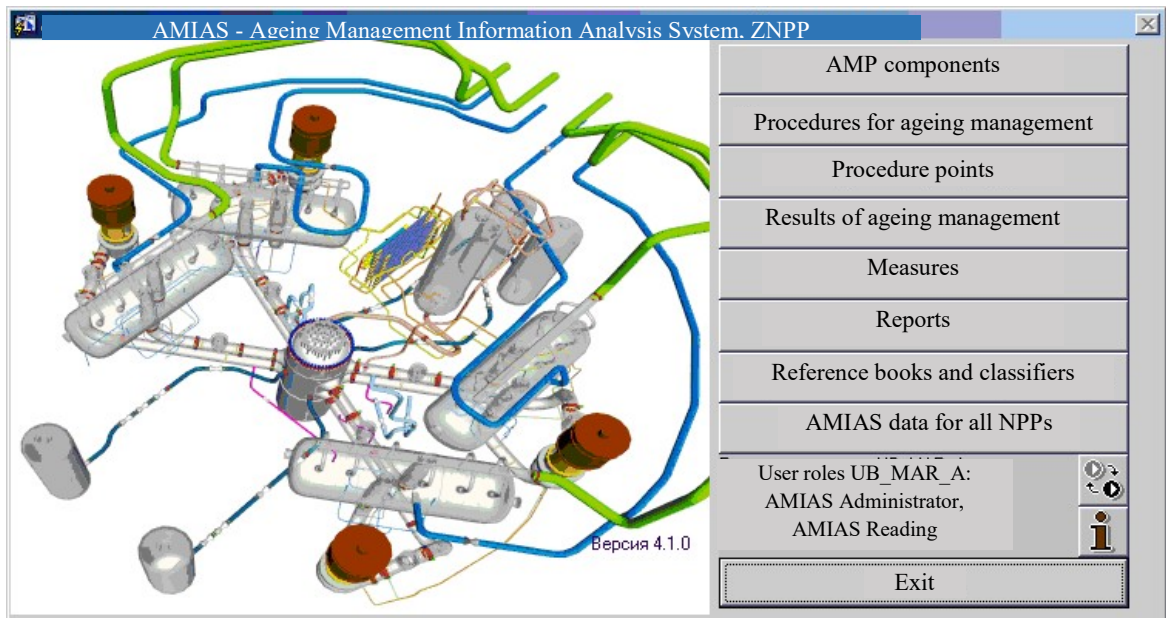 AMIAS - Ageing Management Information Analysis System, ZNPP
AMP components
Procedures for ageing management
Procedure points
Results of ageing management
Measures
Reports
Reference books and classifiers
AMIAS data for all NPPs
User roles UB_MAR_A:
AMIAS Administrator,
AMIAS Reading
Версия 4.1.0
Exit